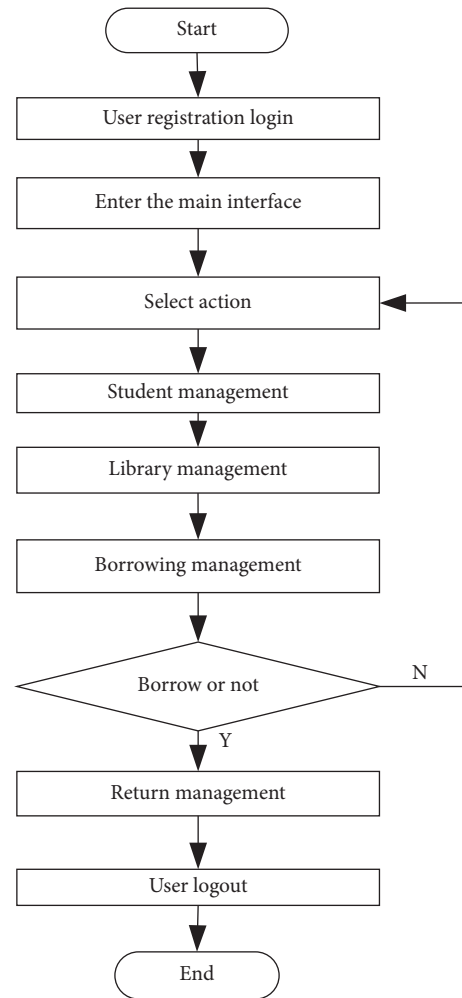 Start
User registration login
Enter the main interface
Select action
Student management
Library management
Borrowing management
Borrow or not
N
Y
Return management
User logout
End